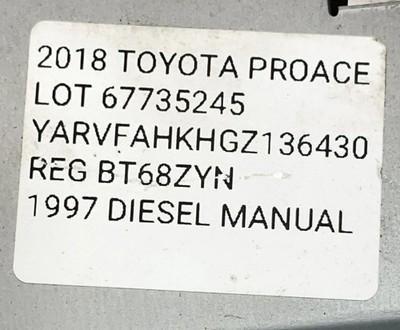 2018 TOYOTA PROACE
LOT 67735245
YARVFAHKHGZ136430
REG BT68ZYN
1997 DIESEL MANUAL